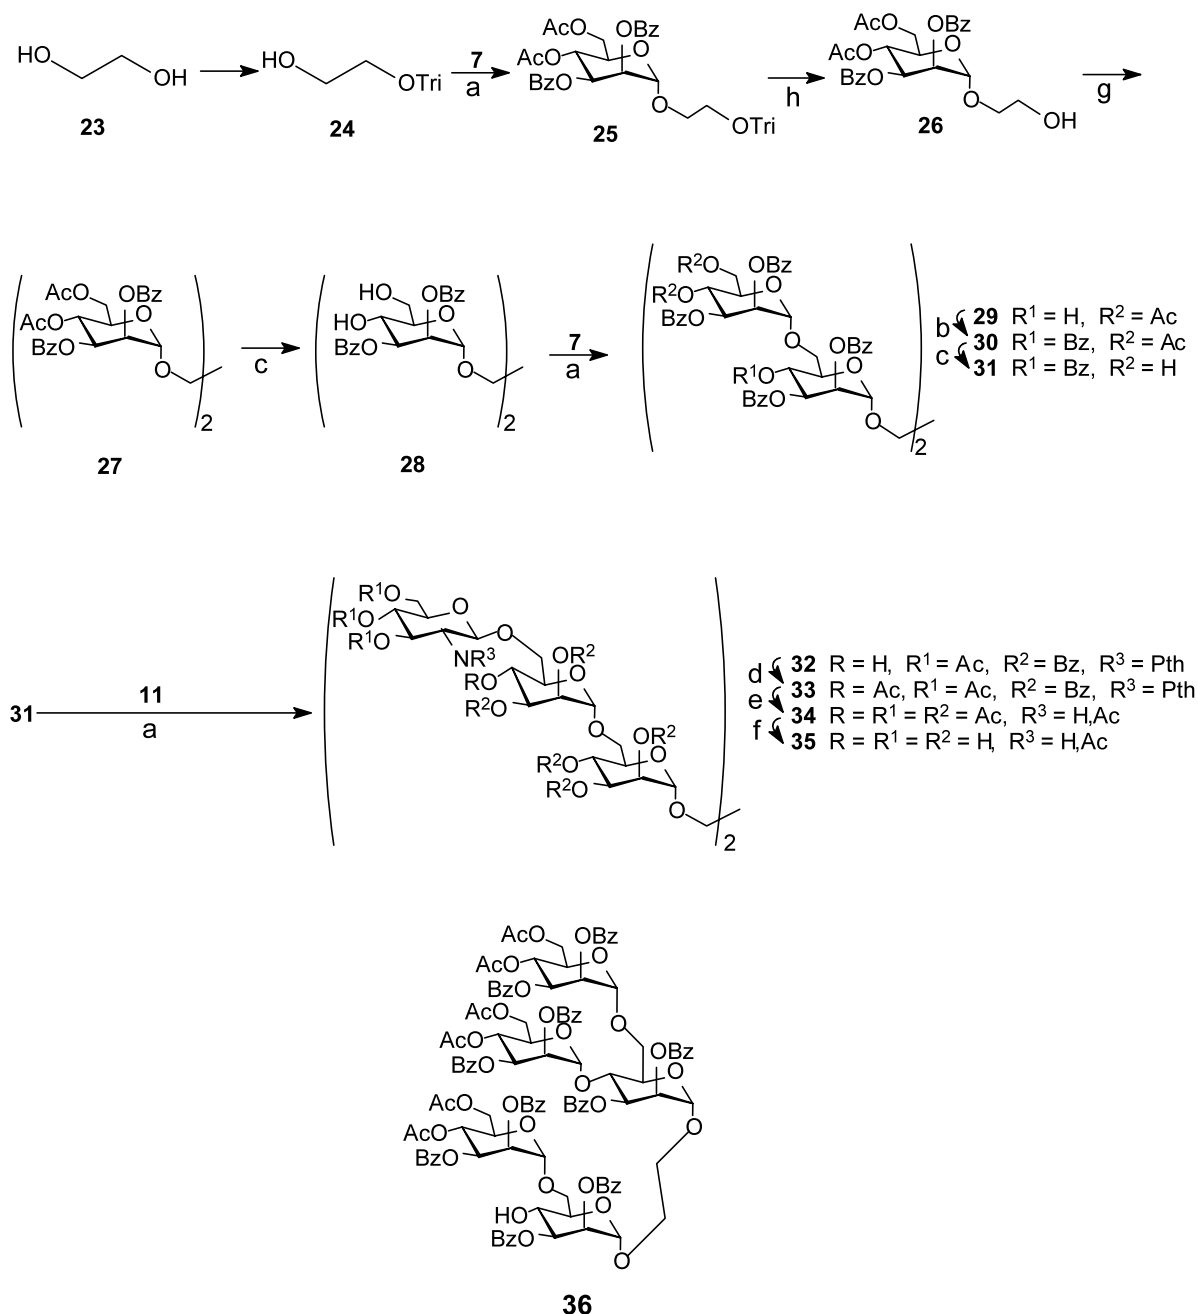 HO OH
23
HO OTri
24
7
a
AcO OBz
AcO O
BzO
O OTri
25
h
AcO OBz
AcO O
BzO
O OH
26
g
AcO OBz
AcO O
BzO
O
2
27
c
HO OBz
HO O
BzO
O
2
28
7
a
R²O OBz
R²O O
BzO
O OBz
R¹O O
BzO
O
2
29 R¹ = H, R² = Ac
b 30 R¹ = Bz, R² = Ac
c 31 R¹ = Bz, R² = H
31
11
a
R¹O O
R¹O
R¹O O
NR³ OR²
RO O
R²O
O OR²
R²O O
R²O
O
2
32 R = H, R¹ = Ac, R² = Bz, R³ = Pth
d 33 R = Ac, R¹ = Ac, R² = Bz, R³ = Pth
e 34 R = R¹ = R² = Ac, R³ = H,Ac
f 35 R = R¹ = R² = H, R³ = H,Ac
AcO OBz
AcO O
BzO
AcO OBz O
AcO O
BzO OBz
O O
BzO
AcO OBz O
AcO O
BzO
O OBz
HO O
BzO
O
36